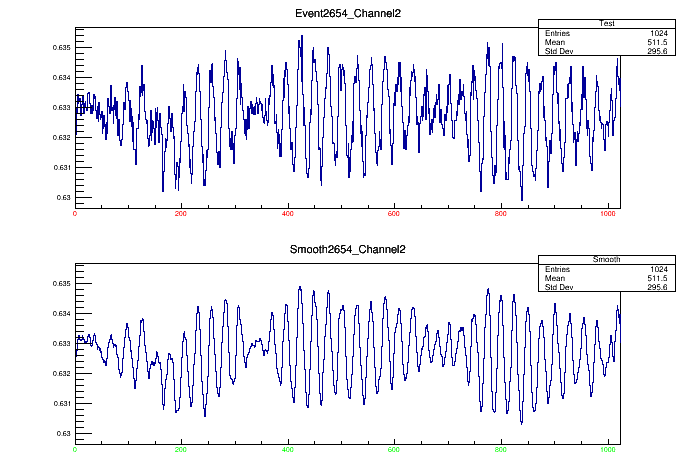 Event2654_Channel2
Test
Entries 1024
Mean 511.5
Std Dev 295.6
0.635
0.634
0.633
0.632
0.631
0.63
0 200 400 600 800 1000
Smooth2654_Channel2
Smooth
Entries 1024
Mean 511.5
Std Dev 295.6
0.635
0.634
0.633
0.632
0.631
0.63
0 200 400 600 800 1000